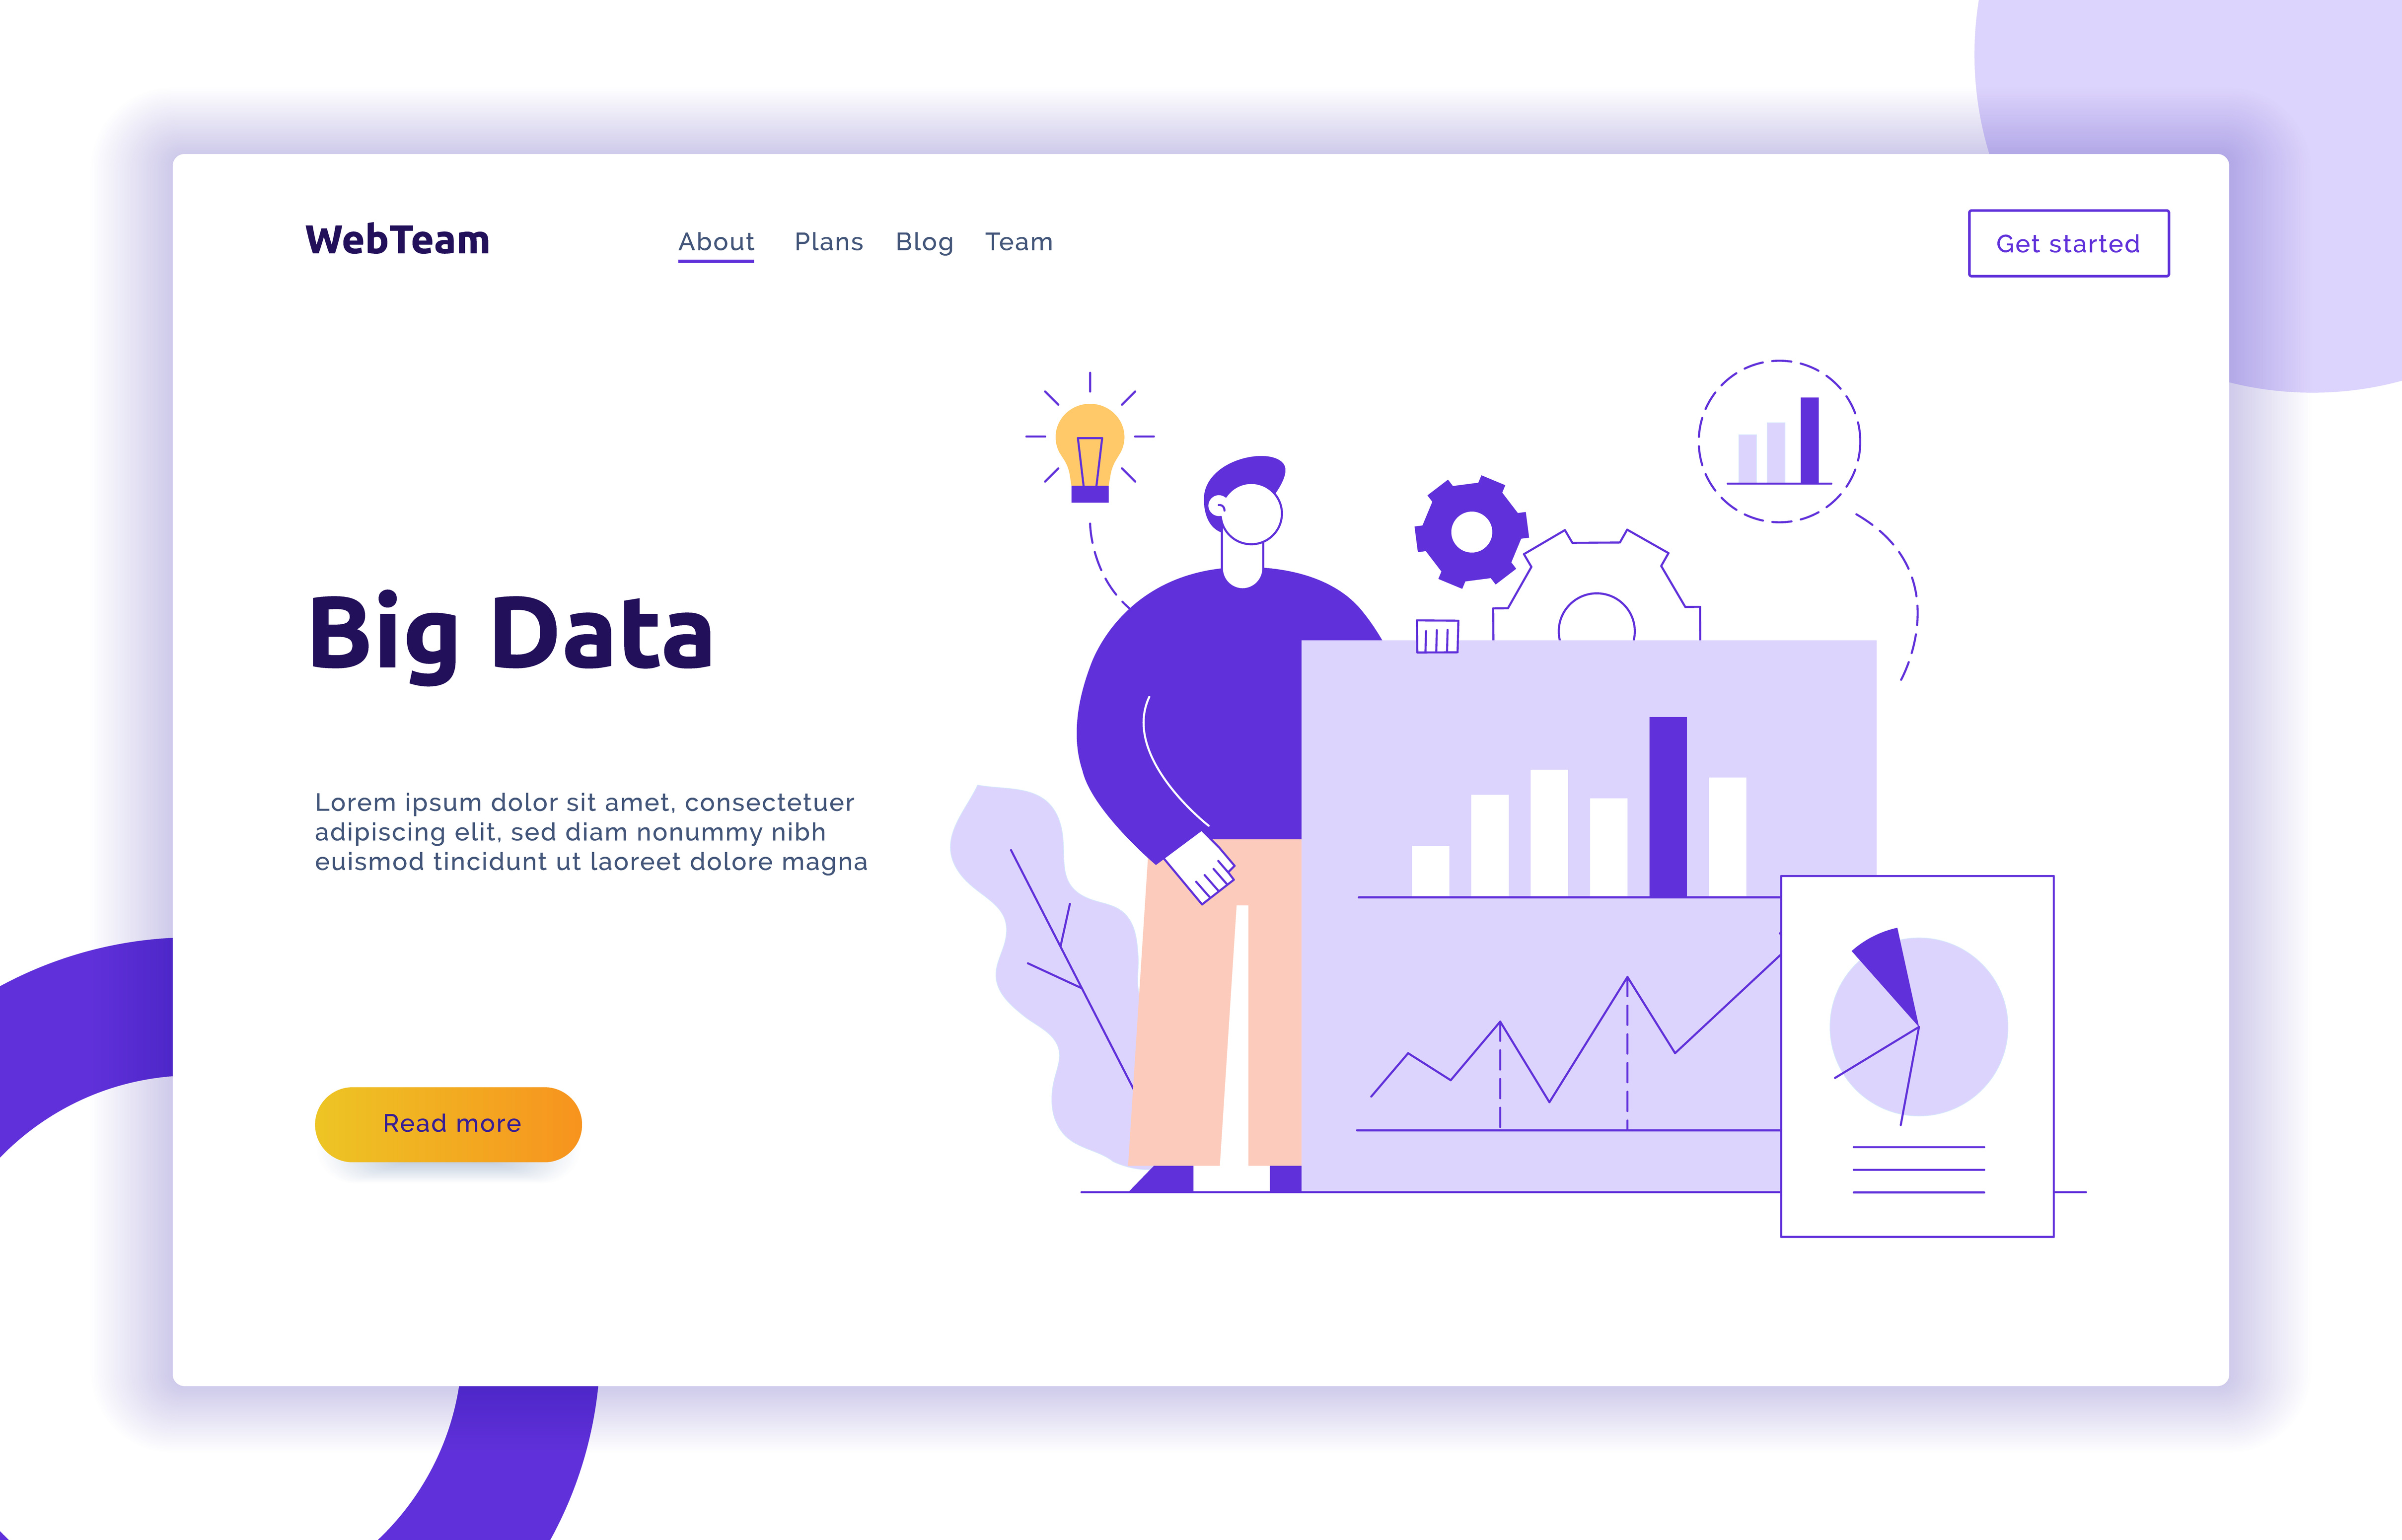 WebTeam
About Plans Blog Team
Get started
Big Data
Lorem ipsum dolor sit amet, consectetuer
adipiscing elit, sed diam nonummy nibh
euismod tincidunt ut laoreet dolore magna
Read more